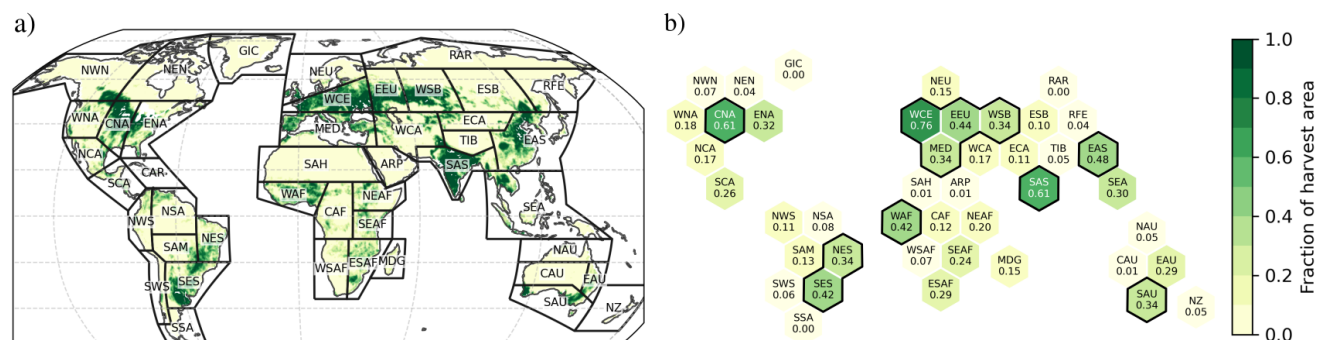 a)
GIC
NWN
NEN
NEU
RAR
RFE
WCE
EEU
WSB
ESB
WNA
CNA
ENA
MED
WCA
ECA
TIB
EAS
NCA
SCA
CAR
SAH
ARP
SAS
WAF
NEAF
SEA
NWS
NSA
CAF
SEAF
SAM
NES
WSAF
ESAF
MDG
NAU
CAU
EAU
SWS
SES
SAU
NZ
SSA
b)
GIC
0.00
NWN
0.07
NEN
0.04
WNA
0.18
CNA
0.61
ENA
0.32
NCA
0.17
SCA
0.26
NEU
0.15
RAR
0.00
WCE
0.76
EEU
0.44
WSB
0.34
ESB
0.10
RFE
0.04
MED
0.34
WCA
0.17
ECA
0.11
TIB
0.05
EAS
0.48
SAH
0.01
ARP
0.01
SAS
0.61
SEA
0.30
NWS
0.11
NSA
0.08
WAF
0.42
CAF
0.12
NEAF
0.20
SAM
0.13
NES
0.34
WSAF
0.07
SEAF
0.24
MDG
0.15
SWS
0.06
SES
0.42
ESAF
0.29
SSA
0.00
NAU
0.05
CAU
0.01
EAU
0.29
SAU
0.34
NZ
0.05
1.0
0.8
0.6
0.4
0.2
0.0
Fraction of harvest area